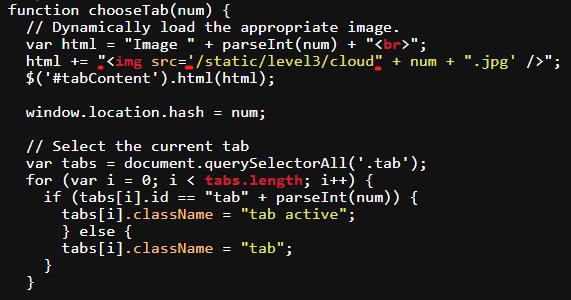 function chooseTab(num) {
// Dynamically load the appropriate image.
var html = "Image " + parseInt(num) + "<br>";
html += "<img src='/static/level3/cloud" + num + ".jpg' />";
$('#tabContent').html(html);
window.location.hash = num;
// Select the current tab
var tabs = document.querySelectorAll('.tab');
for (var i = 0; i < tabs.length; i++) {
if (tabs[i].id == "tab" + parseInt(num)) {
tabs[i].className = "tab active";
} else {
tabs[i].className = "tab";
}
}